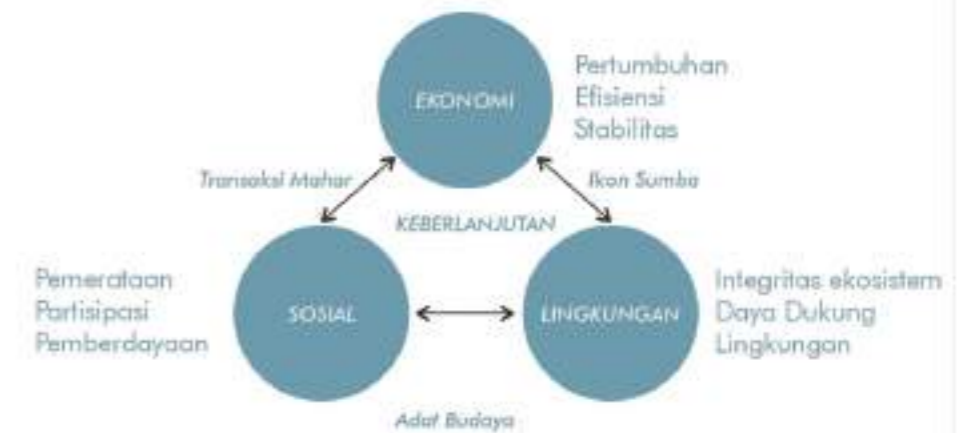 EKONOMI
Pertumbuhan
Efisiensi
Stabilitas
Transaksi Mahar
Ikon Sumba
KEBERLANJUTAN
Pemerataan
Partisipasi
Pemberdayaan
SOSIAL
LINGKUNGAN
Integritas ekosistem
Daya Dukung
Lingkungan
Adat Budaya